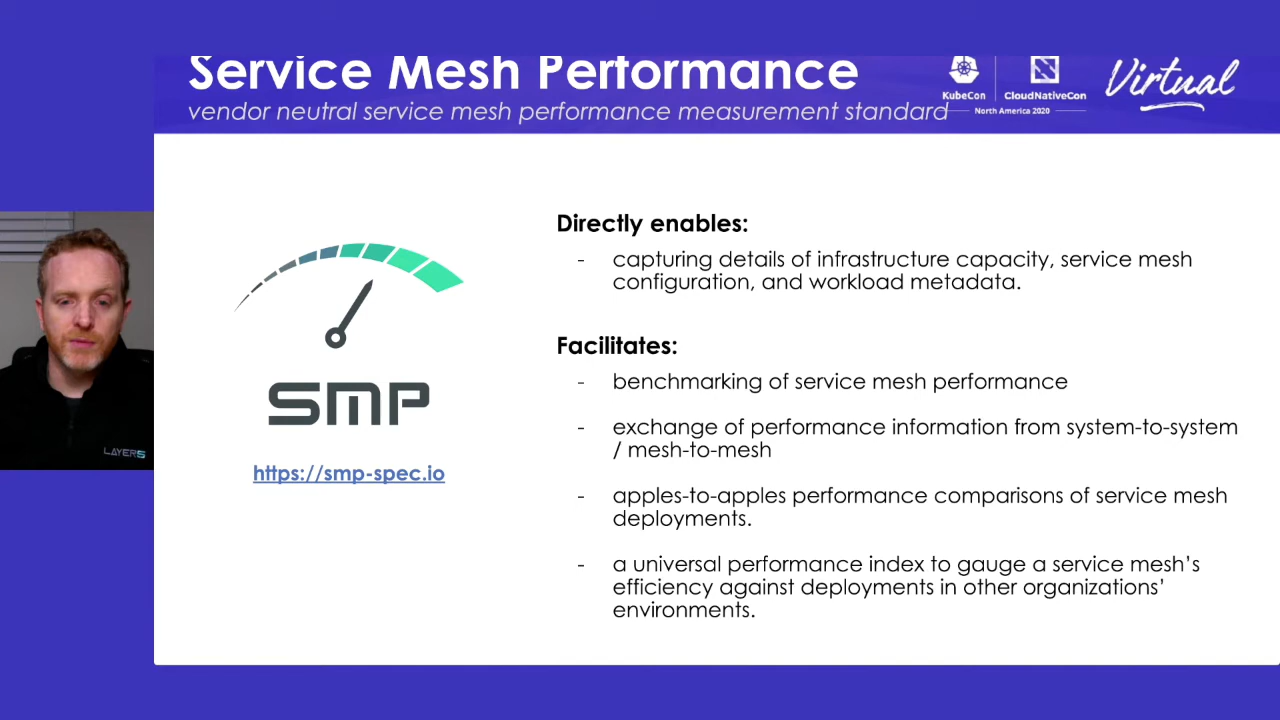 Service Mesh Performance
vendor neutral service mesh performance measurement standard
KubeCon
CloudNativeCon
North America 2020
Virtual
Directly enables:
- capturing details of infrastructure capacity, service mesh
configuration, and workload metadata.
Facilitates:
- benchmarking of service mesh performance
- exchange of performance information from system-to-system
/ mesh-to-mesh
- apples-to-apples performance comparisons of service mesh
deployments.
- a universal performance index to gauge a service mesh’s
efficiency against deployments in other organizations’
environments.
SMP
https://smp-spec.io
LAYER5